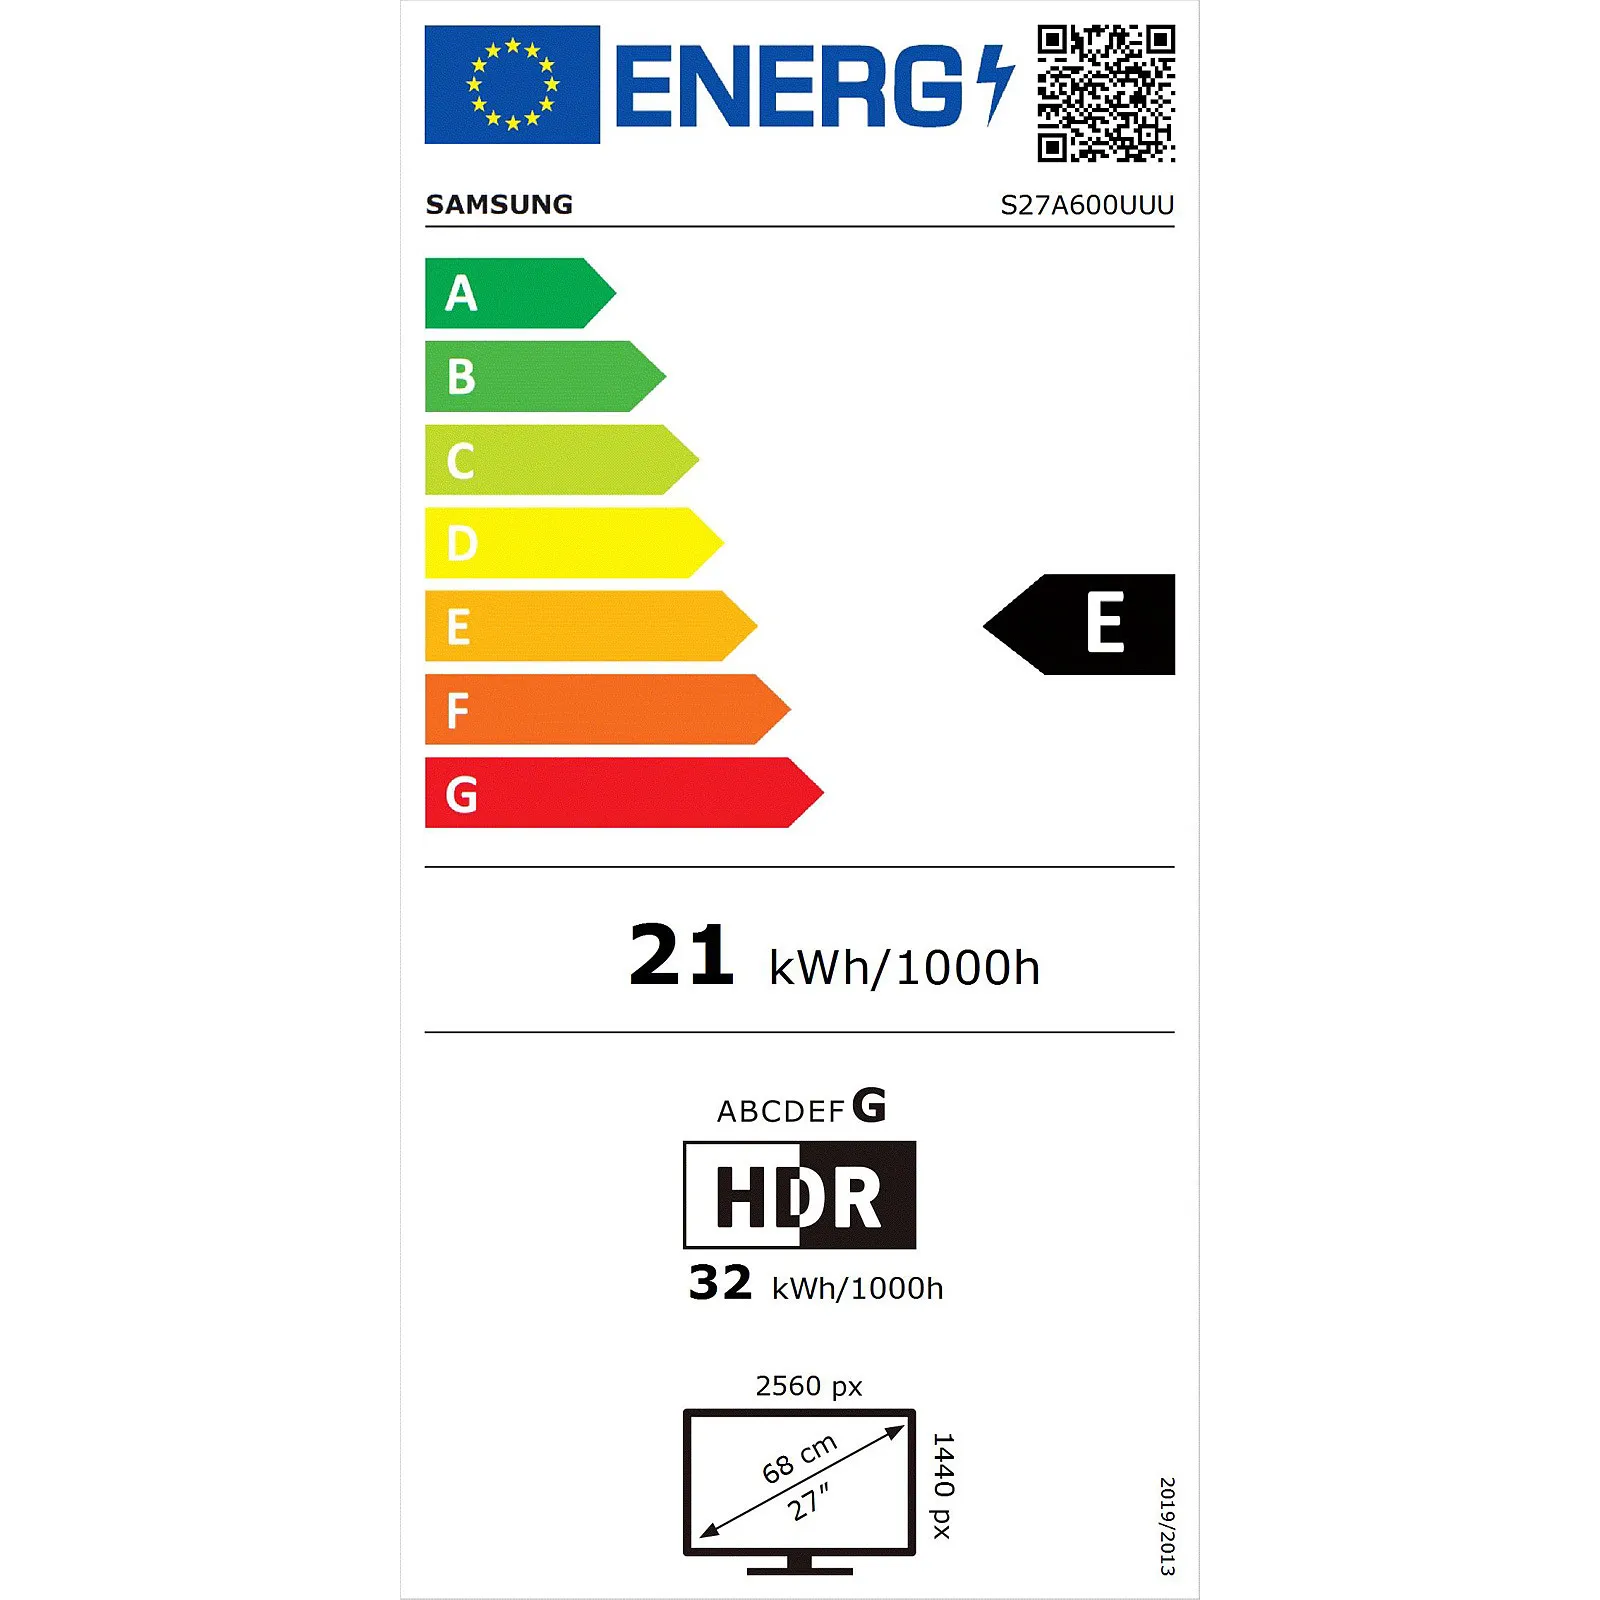 ENERG
SAMSUNG
S27A600UUU
A
B
C
D
E
E
F
G
21 kWh/1000h
ABCDEFG
HDR
32 kWh/1000h
2560 px
68 cm
27"
1440 px
2019/2013